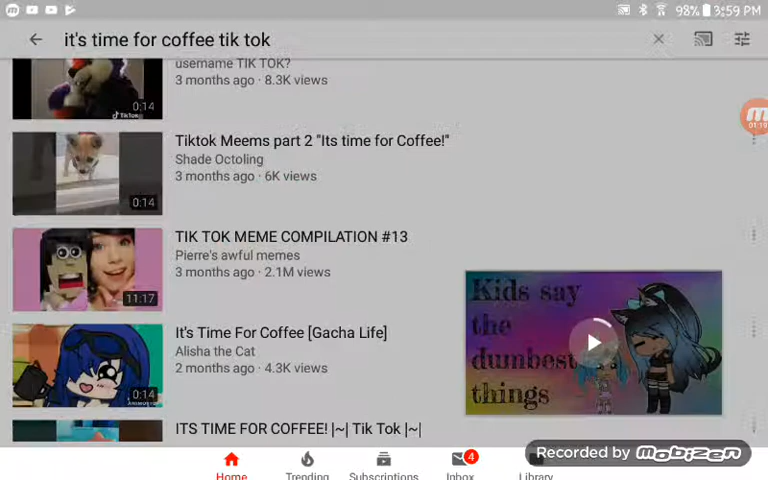 98% 3:59 PM
it's time for coffee tik tok
username TIK TOK?
3 months ago · 8.3K views
TikTok
0:14
01:19
Tiktok Meems part 2 "Its time for Coffee!"
Shade Octoling
3 months ago · 6K views
0:14
TIK TOK MEME COMPILATION #13
Pierre's awful memes
3 months ago · 2.1M views
11:17
Kids say
the
dumbest
things
It's Time For Coffee [Gacha Life]
Alisha the Cat
2 months ago · 4.3K views
0:14
ITS TIME FOR COFFEE! |~| Tik Tok |~|
Recorded by mobizen
4
Home Trending Subscriptions Inbox Library